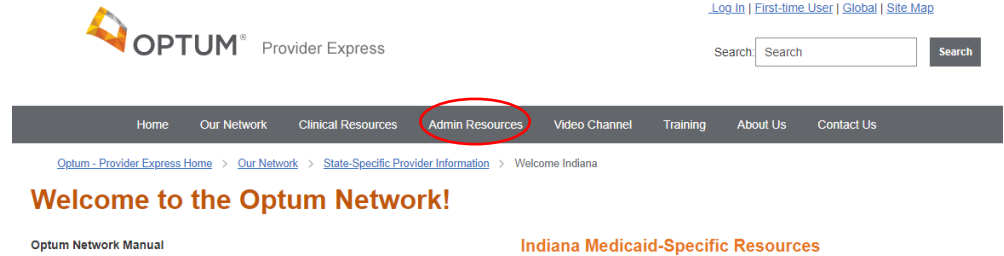 Log In | First-time User | Global | Site Map
OPTUM® Provider Express
Search: Search Search
Home Our Network Clinical Resources Admin Resources Video Channel Training About Us Contact Us
Optum - Provider Express Home > Our Network > State-Specific Provider Information > Welcome Indiana
Welcome to the Optum Network!
Optum Network Manual
Indiana Medicaid-Specific Resources